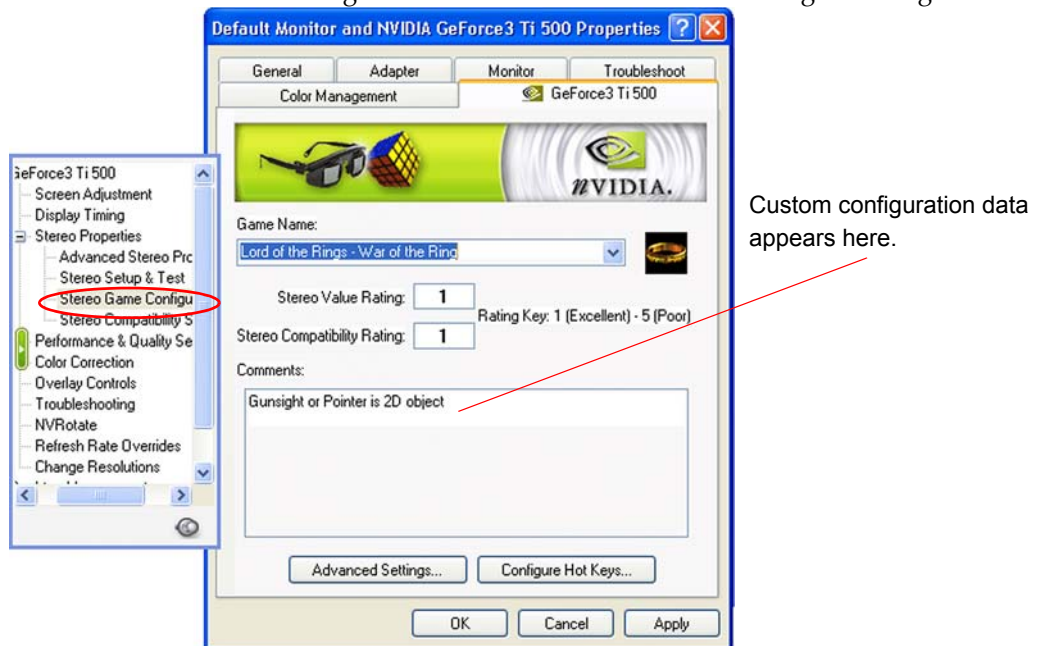 Default Monitor and NVIDIA GeForce3 Ti 500 Properties
General Adapter Monitor Troubleshoot
Color Management GeForce3 Ti 500
nVIDIA.
GeForce3 Ti 500
Screen Adjustment
Display Timing
Stereo Properties
Advanced Stereo Prc
Stereo Setup & Test
Stereo Game Configu
Stereo Compatibility S
Performance & Quality Se
Color Correction
Overlay Controls
Troubleshooting
NVRotate
Refresh Rate Overrides
Change Resolutions
Game Name:
Lord of the Rings - War of the Ring
Stereo Value Rating: 1
Rating Key: 1 (Excellent) - 5 (Poor)
Stereo Compatibility Rating: 1
Comments:
Gunsight or Pointer is 2D object
Advanced Settings... Configure Hot Keys...
OK Cancel Apply
Custom configuration data
appears here.